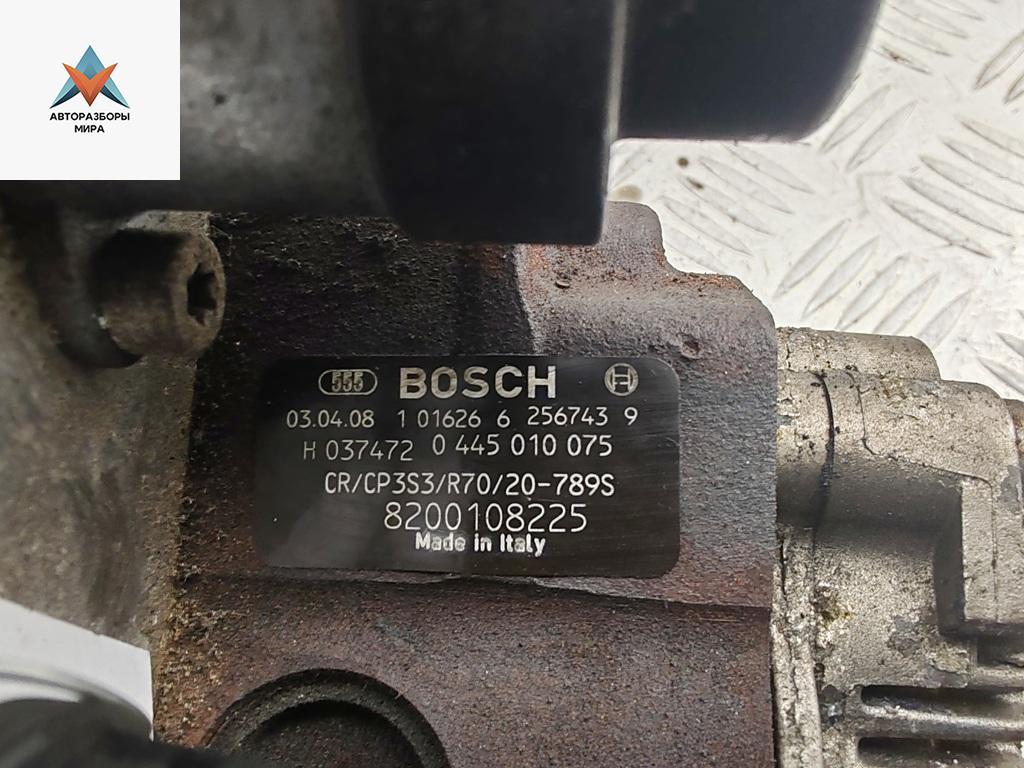 АВТОРАЗБОРЫ
МИРА
555 BOSCH H
03.04.08 1 01626 6 256743 9
H 037472 0 445 010 075
CR/CP3S3/R70/20-789S
8200108225
Made in Italy